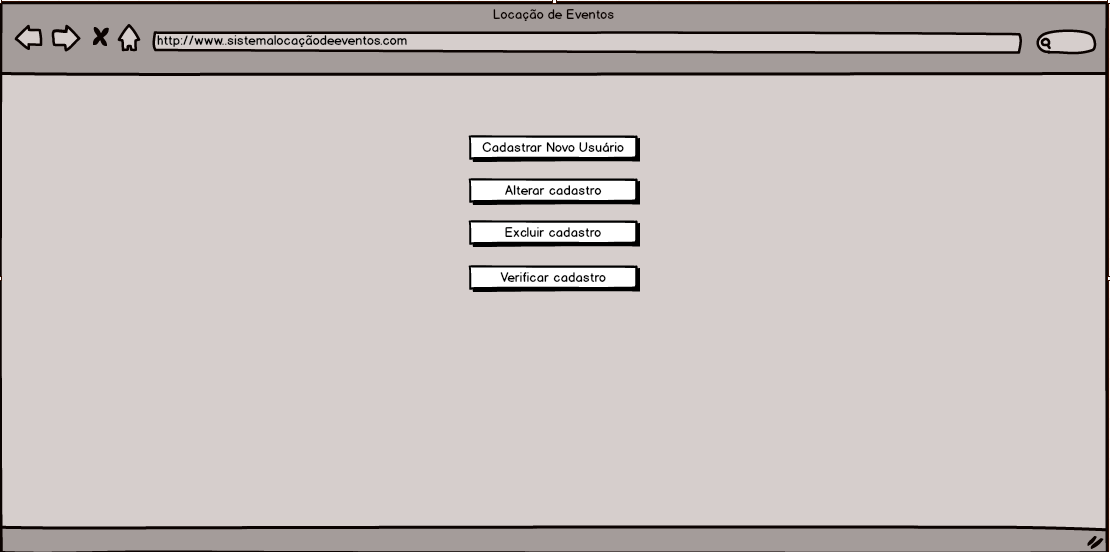 Locação de Eventos
http://www.sistemalocaçãodeeventos.com
Cadastrar Novo Usuário
Alterar cadastro
Excluir cadastro
Verificar cadastro